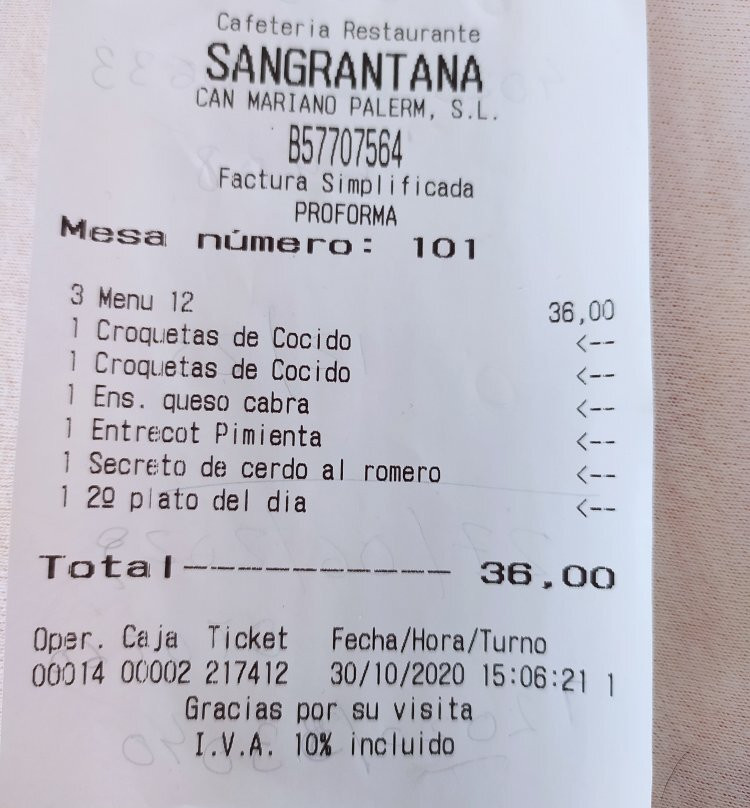 Cafeteria Restaurante
SANGRANTANA
CAN MARIANO PALERM, S.L.
B57707564
Factura Simplificada
PROFORMA
Mesa número: 101
3 Menu 12 36,00
1 Croquetas de Cocido <--
1 Croquetas de Cocido <--
1 Ens. queso cabra <--
1 Entrecot Pimienta <--
1 Secreto de cerdo al romero <--
1 2º plato del dia <--
Total----------- 36,00
Oper. Caja Ticket Fecha/Hora/Turno
00014 00002 217412 30/10/2020 15:06:21 1
Gracias por su visita
I.V.A. 10% incluido